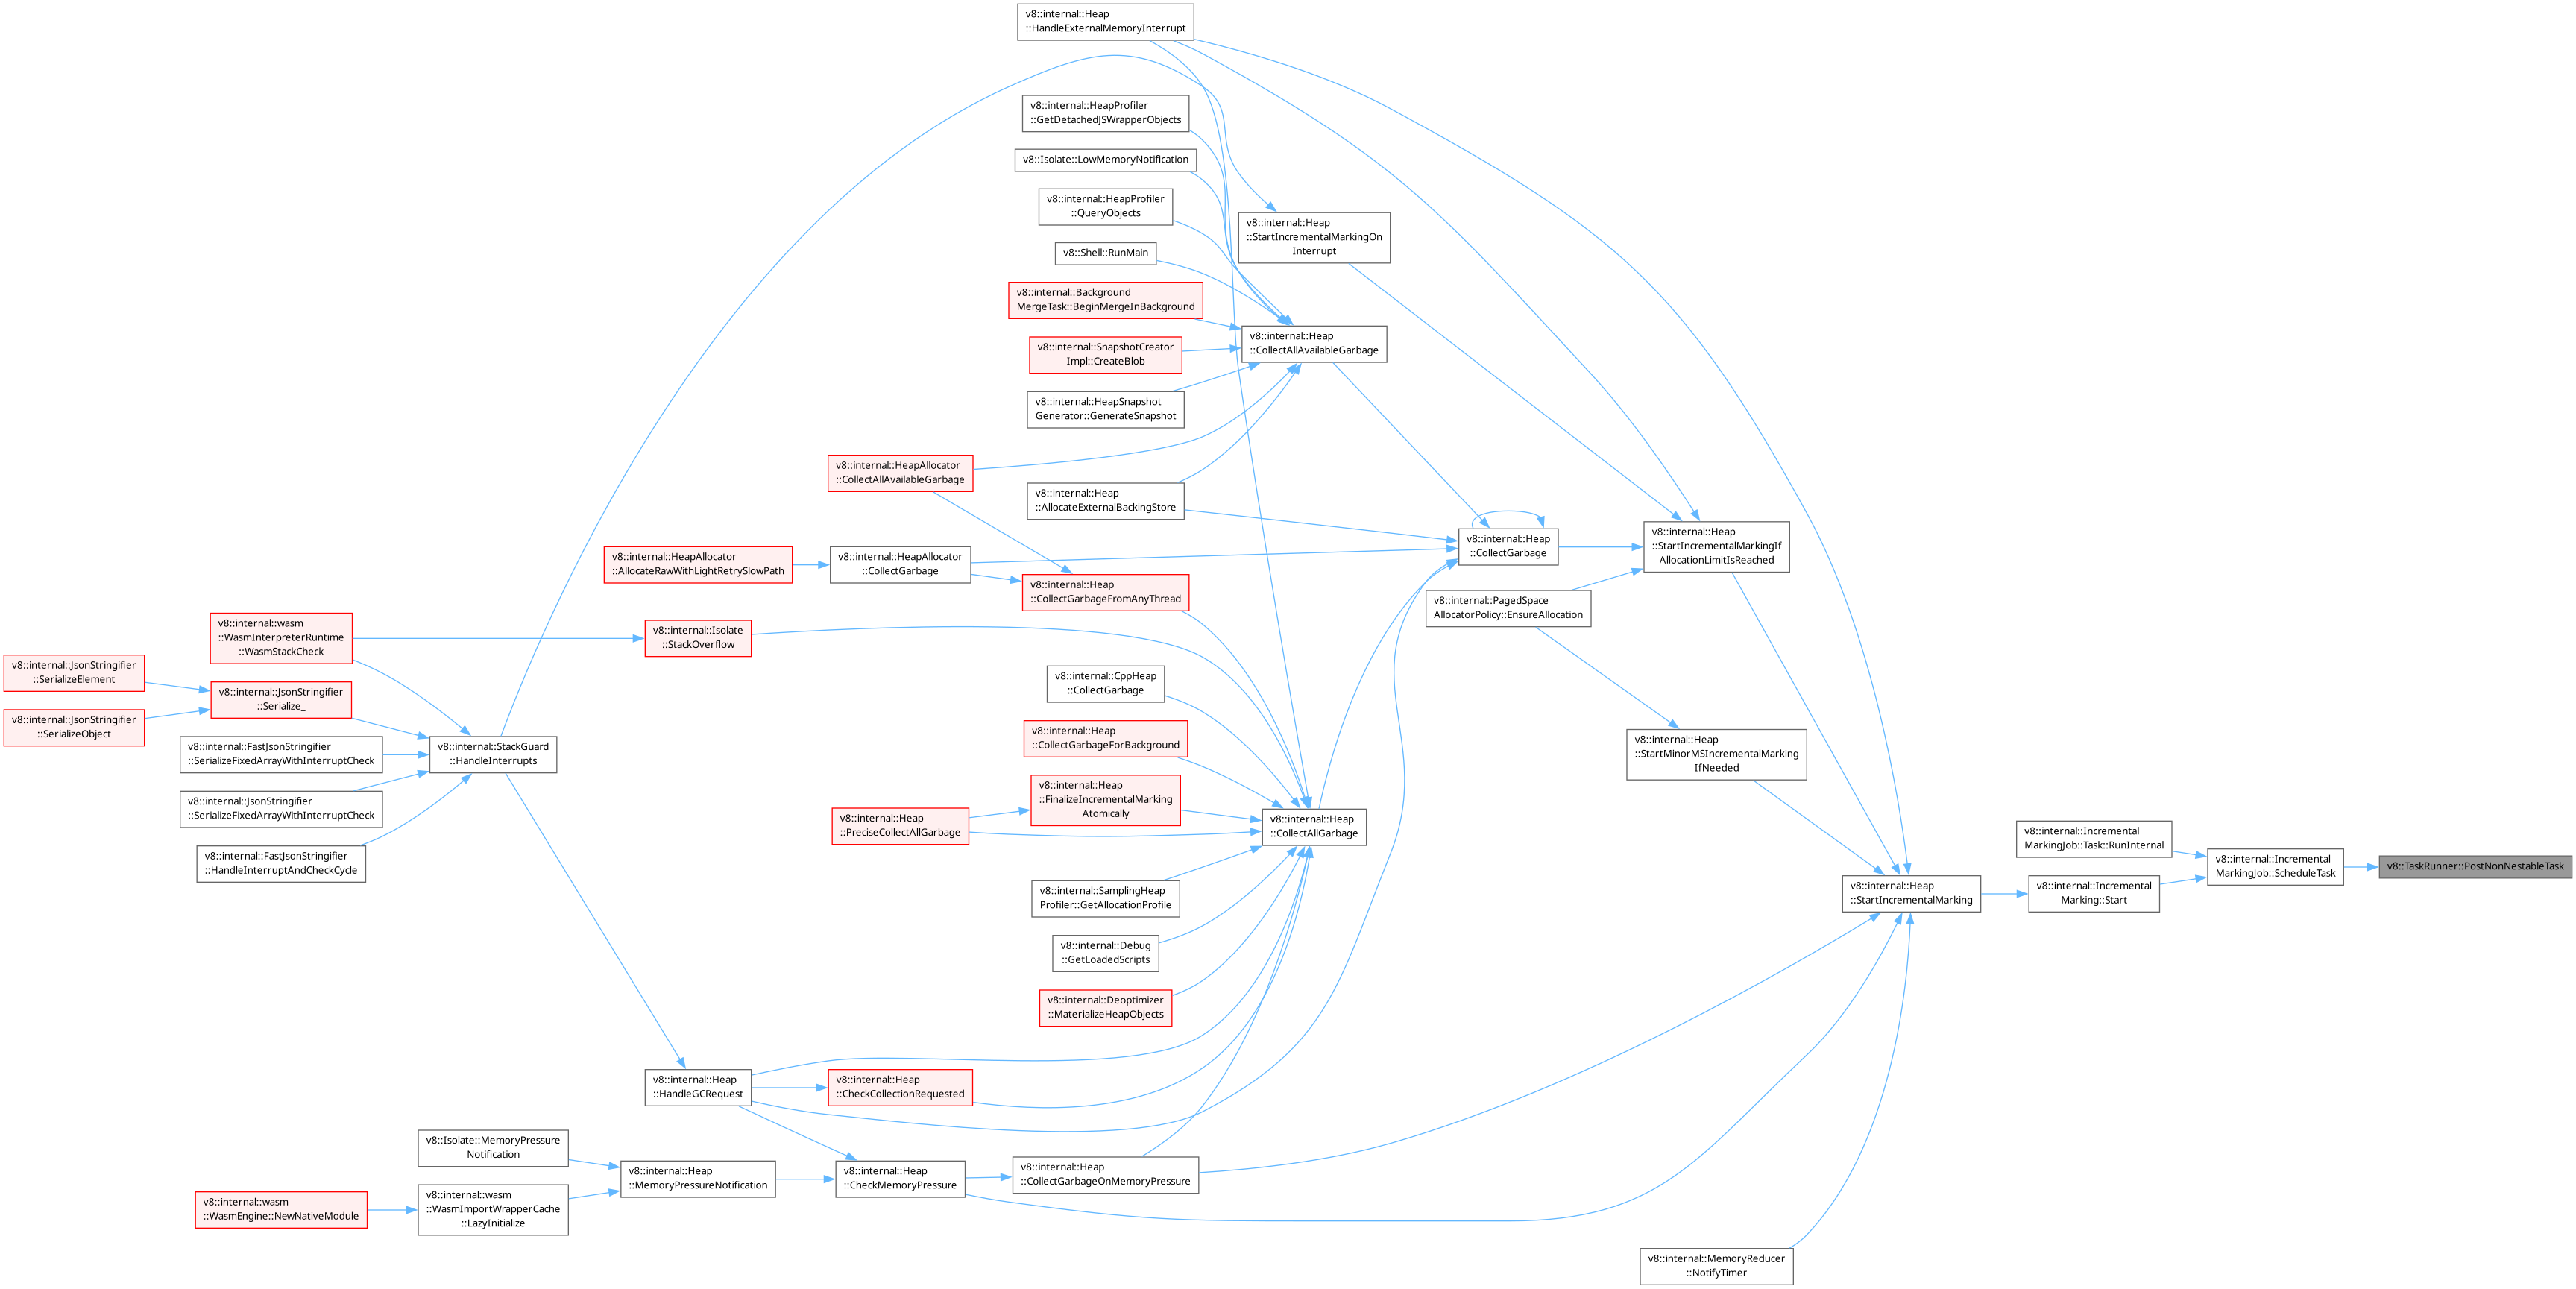 v8::internal::Heap
::HandleExternalMemoryInterrupt
v8::internal::HeapProfiler
::GetDetachedJSWrapperObjects
v8::Isolate::LowMemoryNotification
v8::internal::HeapProfiler
::QueryObjects
v8::internal::Heap
::StartIncrementalMarkingOn
Interrupt
v8::Shell::RunMain
v8::internal::Background
MergeTask::BeginMergeInBackground
v8::internal::Heap
::CollectAllAvailableGarbage
v8::internal::SnapshotCreator
Impl::CreateBlob
v8::internal::HeapSnapshot
Generator::GenerateSnapshot
v8::internal::HeapAllocator
::CollectAllAvailableGarbage
v8::internal::Heap
::AllocateExternalBackingStore
v8::internal::Heap
::CollectGarbage
v8::internal::Heap
::StartIncrementalMarkingIf
AllocationLimitIsReached
v8::internal::HeapAllocator
::AllocateRawWithLightRetrySlowPath
v8::internal::HeapAllocator
::CollectGarbage
v8::internal::Heap
::CollectGarbageFromAnyThread
v8::internal::PagedSpace
AllocatorPolicy::EnsureAllocation
v8::internal::wasm
::WasmInterpreterRuntime
::WasmStackCheck
v8::internal::Isolate
::StackOverflow
v8::internal::JsonStringifier
::SerializeElement
v8::internal::JsonStringifier
::Serialize_
v8::internal::CppHeap
::CollectGarbage
v8::internal::JsonStringifier
::SerializeObject
v8::internal::FastJsonStringifier
::SerializeFixedArrayWithInterruptCheck
v8::internal::StackGuard
::HandleInterrupts
v8::internal::Heap
::CollectGarbageForBackground
v8::internal::Heap
::StartMinorMSIncrementalMarking
IfNeeded
v8::internal::JsonStringifier
::SerializeFixedArrayWithInterruptCheck
v8::internal::Heap
::FinalizeIncrementalMarking
Atomically
v8::internal::Heap
::PreciseCollectAllGarbage
v8::internal::Heap
::CollectAllGarbage
v8::internal::FastJsonStringifier
::HandleInterruptAndCheckCycle
v8::internal::Incremental
MarkingJob::Task::RunInternal
v8::internal::Incremental
MarkingJob::ScheduleTask
v8::TaskRunner::PostNonNestableTask
v8::internal::SamplingHeap
Profiler::GetAllocationProfile
v8::internal::Heap
::StartIncrementalMarking
v8::internal::Incremental
Marking::Start
v8::internal::Debug
::GetLoadedScripts
v8::internal::Deoptimizer
::MaterializeHeapObjects
v8::internal::Heap
::HandleGCRequest
v8::internal::Heap
::CheckCollectionRequested
v8::Isolate::MemoryPressure
Notification
v8::internal::Heap
::MemoryPressureNotification
v8::internal::Heap
::CheckMemoryPressure
v8::internal::Heap
::CollectGarbageOnMemoryPressure
v8::internal::wasm
::WasmEngine::NewNativeModule
v8::internal::wasm
::WasmImportWrapperCache
::LazyInitialize
v8::internal::MemoryReducer
::NotifyTimer